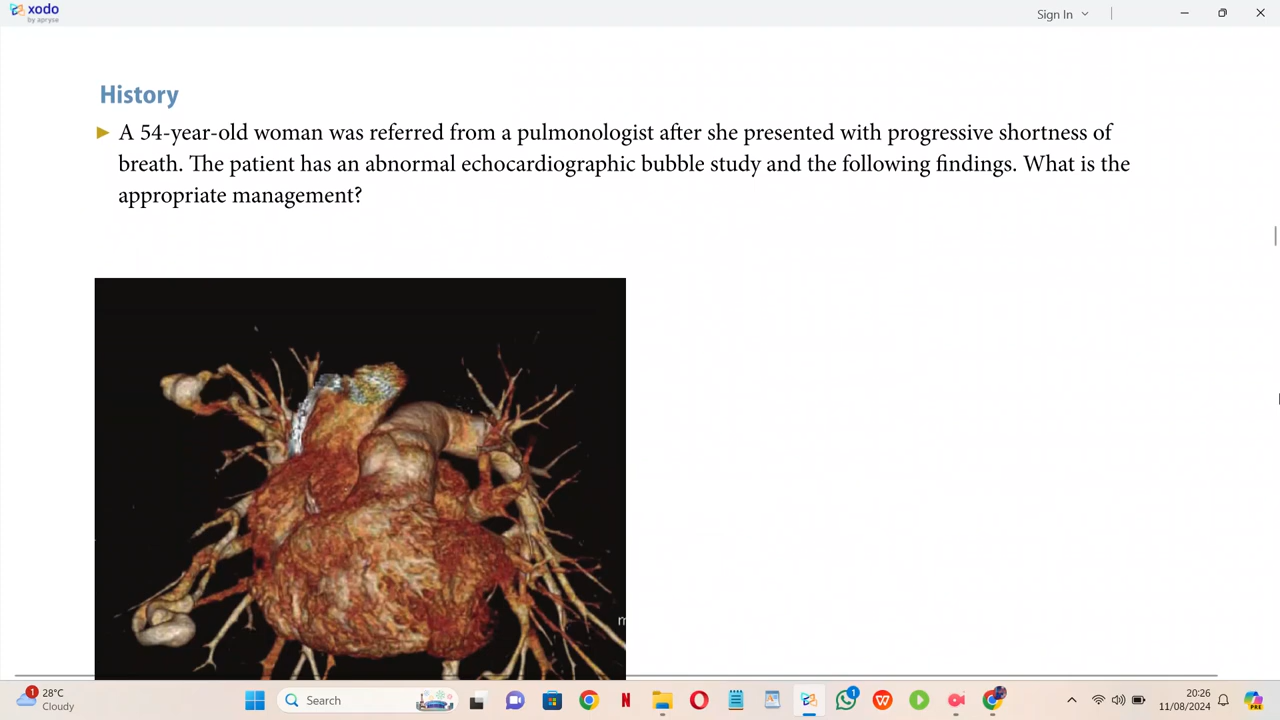 xodo
by apryse
Sign In
History
A 54-year-old woman was referred from a pulmonologist after she presented with progressive shortness of
breath. The patient has an abnormal echocardiographic bubble study and the following findings. What is the
appropriate management?
1
28°C
Cloudy
Search
N
1
W
20:26
11/08/2024